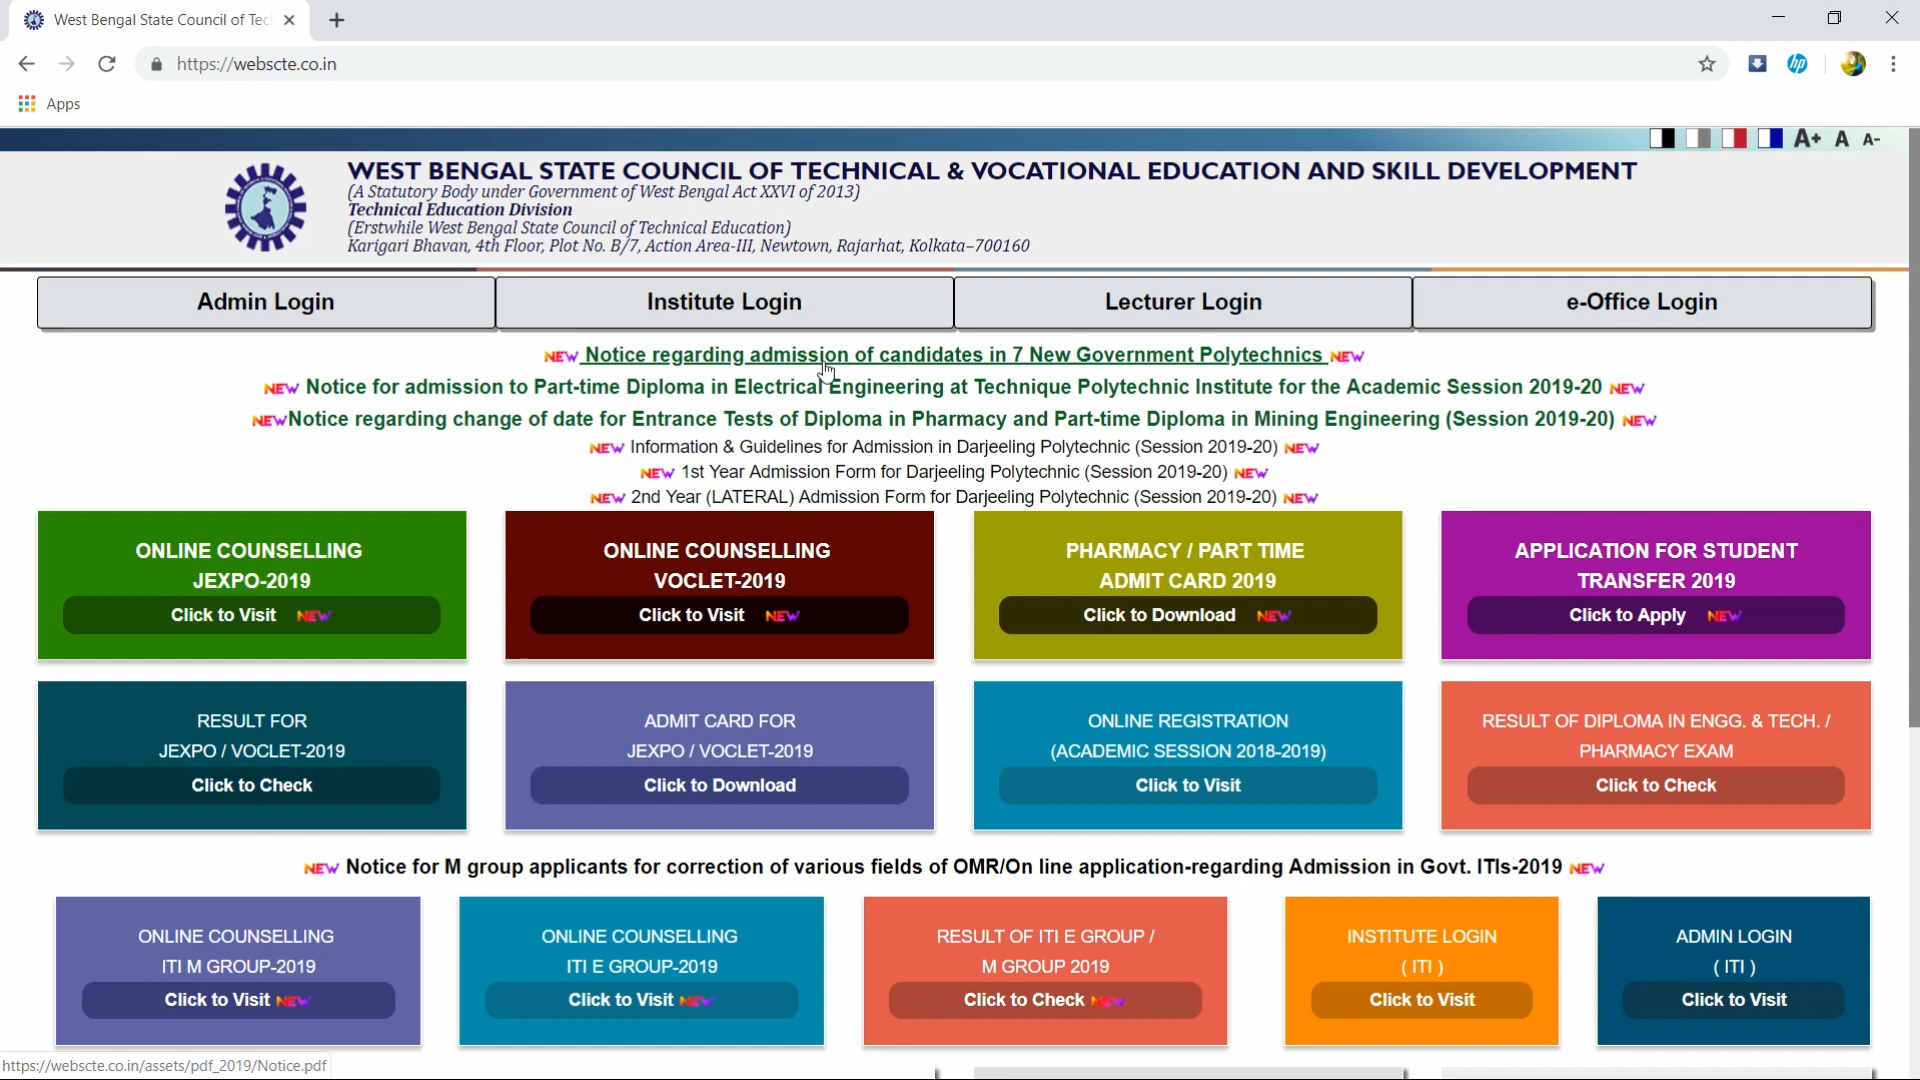 West Bengal State Council of Tec
https://webscte.co.in
Apps
A+ A A-
WEST BENGAL STATE COUNCIL OF TECHNICAL & VOCATIONAL EDUCATION AND SKILL DEVELOPMENT
(A Statutory Body under Government of West Bengal Act XXVI of 2013)
Technical Education Division
(Erstwhile West Bengal State Council of Technical Education)
Karigari Bhavan, 4th Floor, Plot No. B/7, Action Area-III, Newtown, Rajarhat, Kolkata-700160
Admin Login
Institute Login
Lecturer Login
e-Office Login
NEW Notice regarding admission of candidates in 7 New Government Polytechnics NEW
NEW Notice for admission to Part-time Diploma in Electrical Engineering at Technique Polytechnic Institute for the Academic Session 2019-20 NEW
NEW Notice regarding change of date for Entrance Tests of Diploma in Pharmacy and Part-time Diploma in Mining Engineering (Session 2019-20) NEW
NEW Information & Guidelines for Admission in Darjeeling Polytechnic (Session 2019-20) NEW
NEW 1st Year Admission Form for Darjeeling Polytechnic (Session 2019-20) NEW
NEW 2nd Year (LATERAL) Admission Form for Darjeeling Polytechnic (Session 2019-20) NEW
ONLINE COUNSELLING
JEXPO-2019
Click to Visit NEW
ONLINE COUNSELLING
VOCLET-2019
Click to Visit NEW
PHARMACY / PART TIME
ADMIT CARD 2019
Click to Download NEW
APPLICATION FOR STUDENT
TRANSFER 2019
Click to Apply NEW
RESULT FOR
JEXPO / VOCLET-2019
Click to Check
ADMIT CARD FOR
JEXPO / VOCLET-2019
Click to Download
ONLINE REGISTRATION
(ACADEMIC SESSION 2018-2019)
Click to Visit
RESULT OF DIPLOMA IN ENGG. & TECH. /
PHARMACY EXAM
Click to Check
NEW Notice for M group applicants for correction of various fields of OMR/On line application-regarding Admission in Govt. ITIs-2019 NEW
ONLINE COUNSELLING
ITI M GROUP-2019
Click to Visit NEW
ONLINE COUNSELLING
ITI E GROUP-2019
Click to Visit NEW
RESULT OF ITI E GROUP /
M GROUP 2019
Click to Check NEW
INSTITUTE LOGIN
( ITI )
Click to Visit
ADMIN LOGIN
( ITI )
Click to Visit
https://webscte.co.in/assets/pdf_2019/Notice.pdf